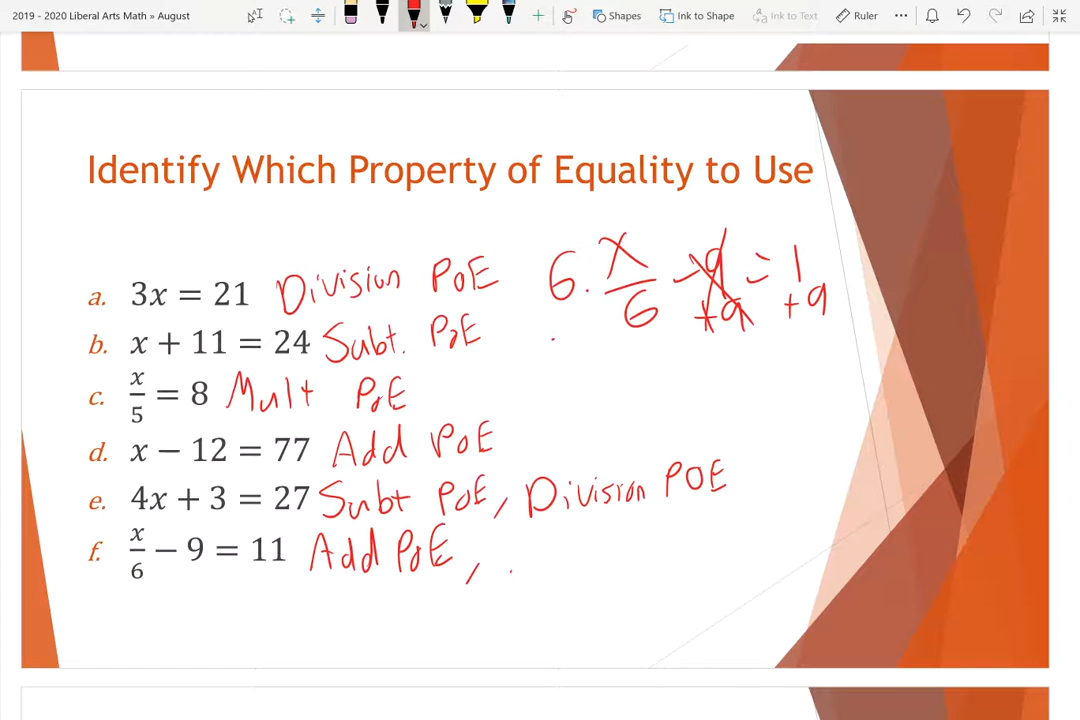 2019 - 2020 Liberal Arts Math » August
Shapes Ink to Shape Ink to Text Ruler
Identify Which Property of Equality to Use
a. 3x = 21 Division PoE
b. x + 11 = 24 Subt. PoE
c. x/5 = 8 Mult PoE
d. x − 12 = 77 Add PoE
e. 4x + 3 = 27 Subt PoE, Division POE
f. x/6 − 9 = 11 Add PoE,
6. x/6 − 9 = 1
+9 +9